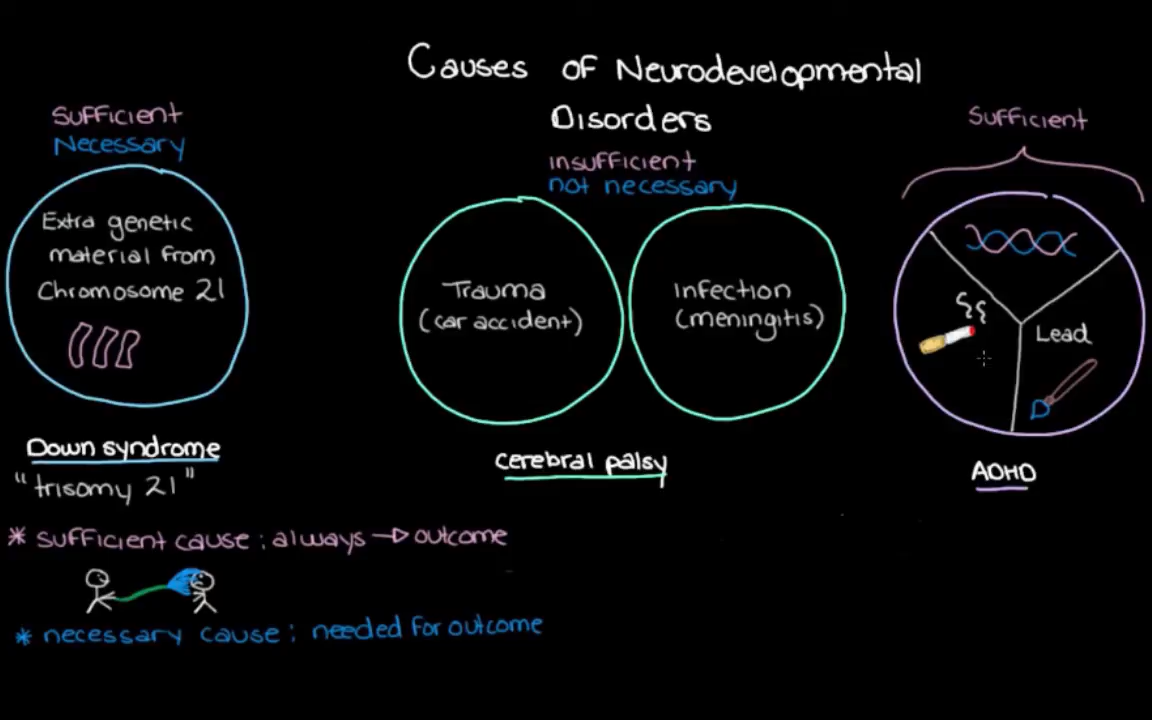 Causes of Neurodevelopmental
Disorders
Sufficient
Necessary
Extra genetic
material from
Chromosome 21
Down syndrome
"trisomy 21"
insufficient
not necessary
Trauma
(car accident)
Infection
(meningitis)
cerebral palsy
Sufficient
Lead
ADHD
* sufficient cause: always → outcome
* necessary cause: needed for outcome